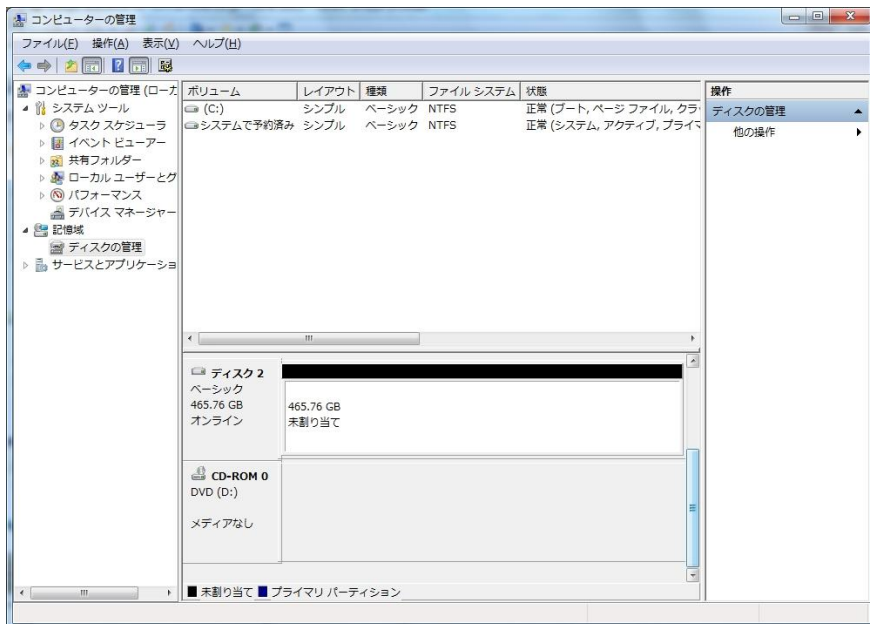 コンピューターの管理
ファイル(F) 操作(A) 表示(V) ヘルプ(H)
コンピューターの管理 (ローカ
システム ツール
タスク スケジューラ
イベント ビューアー
共有フォルダー
ローカル ユーザーとグ
パフォーマンス
デバイス マネージャー
記憶域
ディスクの管理
サービスとアプリケーショ
ボリューム レイアウト 種類 ファイル システム 状態
(C:) シンプル ベーシック NTFS 正常 (ブート, ページ ファイル, クラ
システムで予約済み シンプル ベーシック NTFS 正常 (システム, アクティブ, プライマ
ディスク 2
ベーシック
465.76 GB
オンライン
465.76 GB
未割り当て
CD-ROM 0
DVD (D:)
メディアなし
未割り当て プライマリ パーティション
操作
ディスクの管理
他の操作